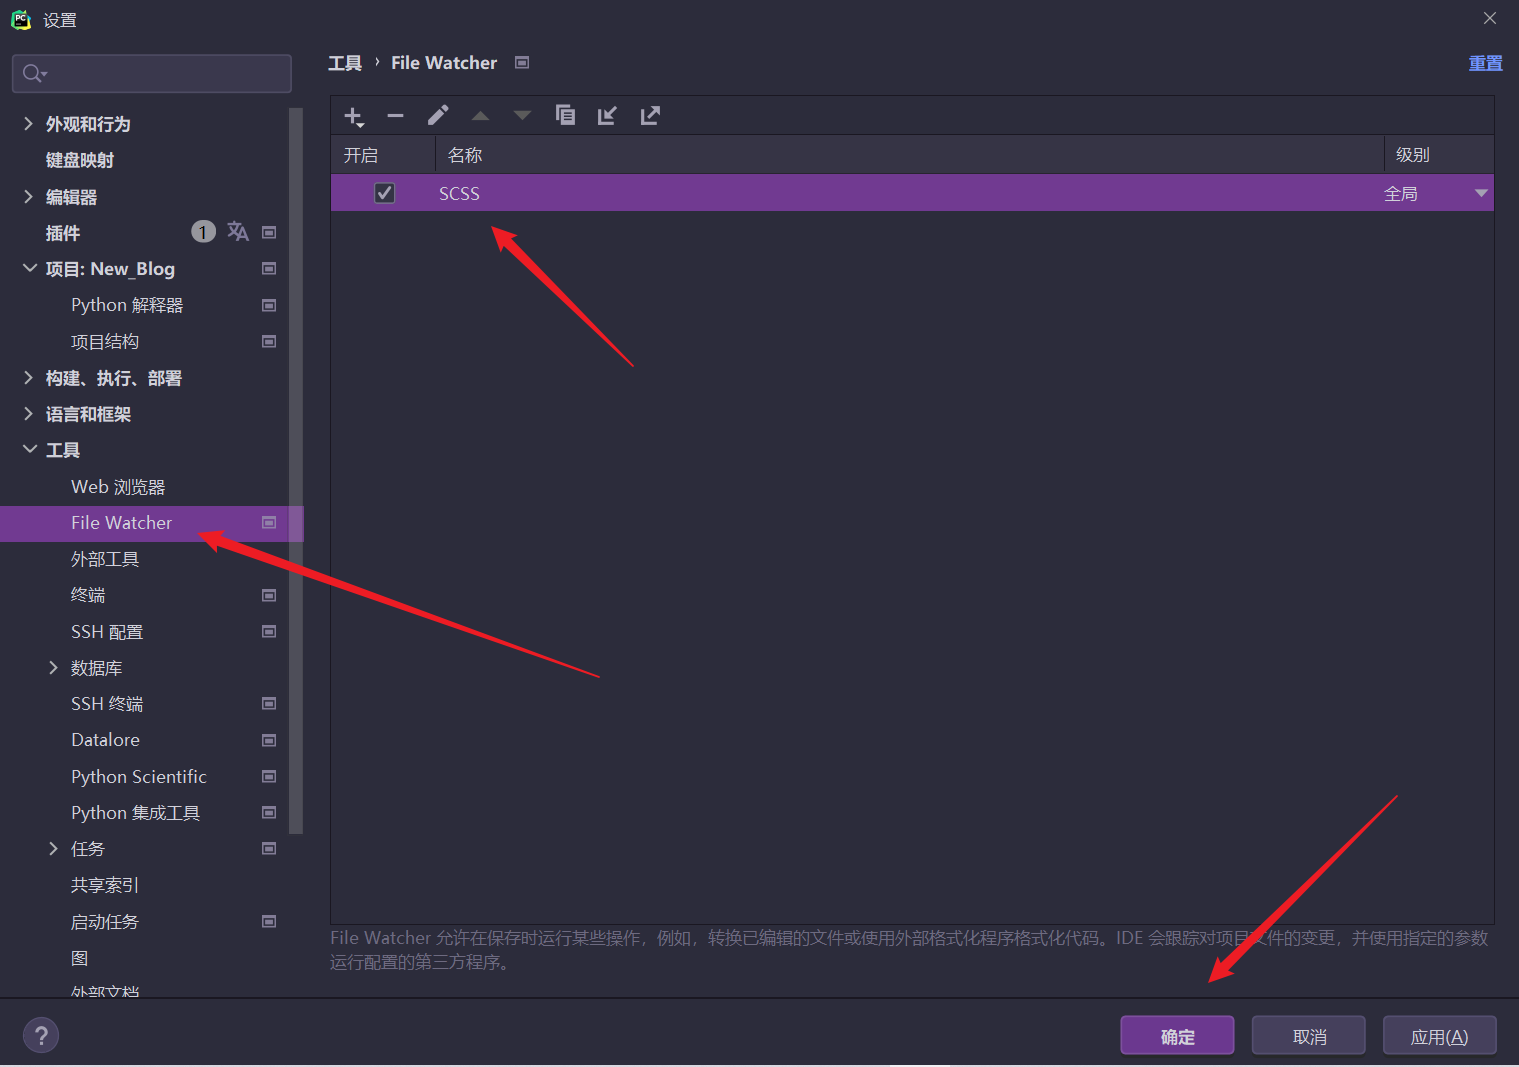 PC
设置
工具 › File Watcher
重置
外观和行为
键盘映射
编辑器
插件 1
项目: New_Blog
Python 解释器
项目结构
构建、执行、部署
语言和框架
工具
Web 浏览器
File Watcher
外部工具
终端
SSH 配置
数据库
SSH 终端
Datalore
Python Scientific
Python 集成工具
任务
共享索引
启动任务
图
外部文档
开启 名称 级别
SCSS 全局
File Watcher 允许在保存时运行某些操作，例如，转换已编辑的文件或使用外部格式化程序格式化代码。IDE 会跟踪对项目文件的变更，并使用指定的参数
运行配置的第三方程序。
?
确定 取消 应用(A)